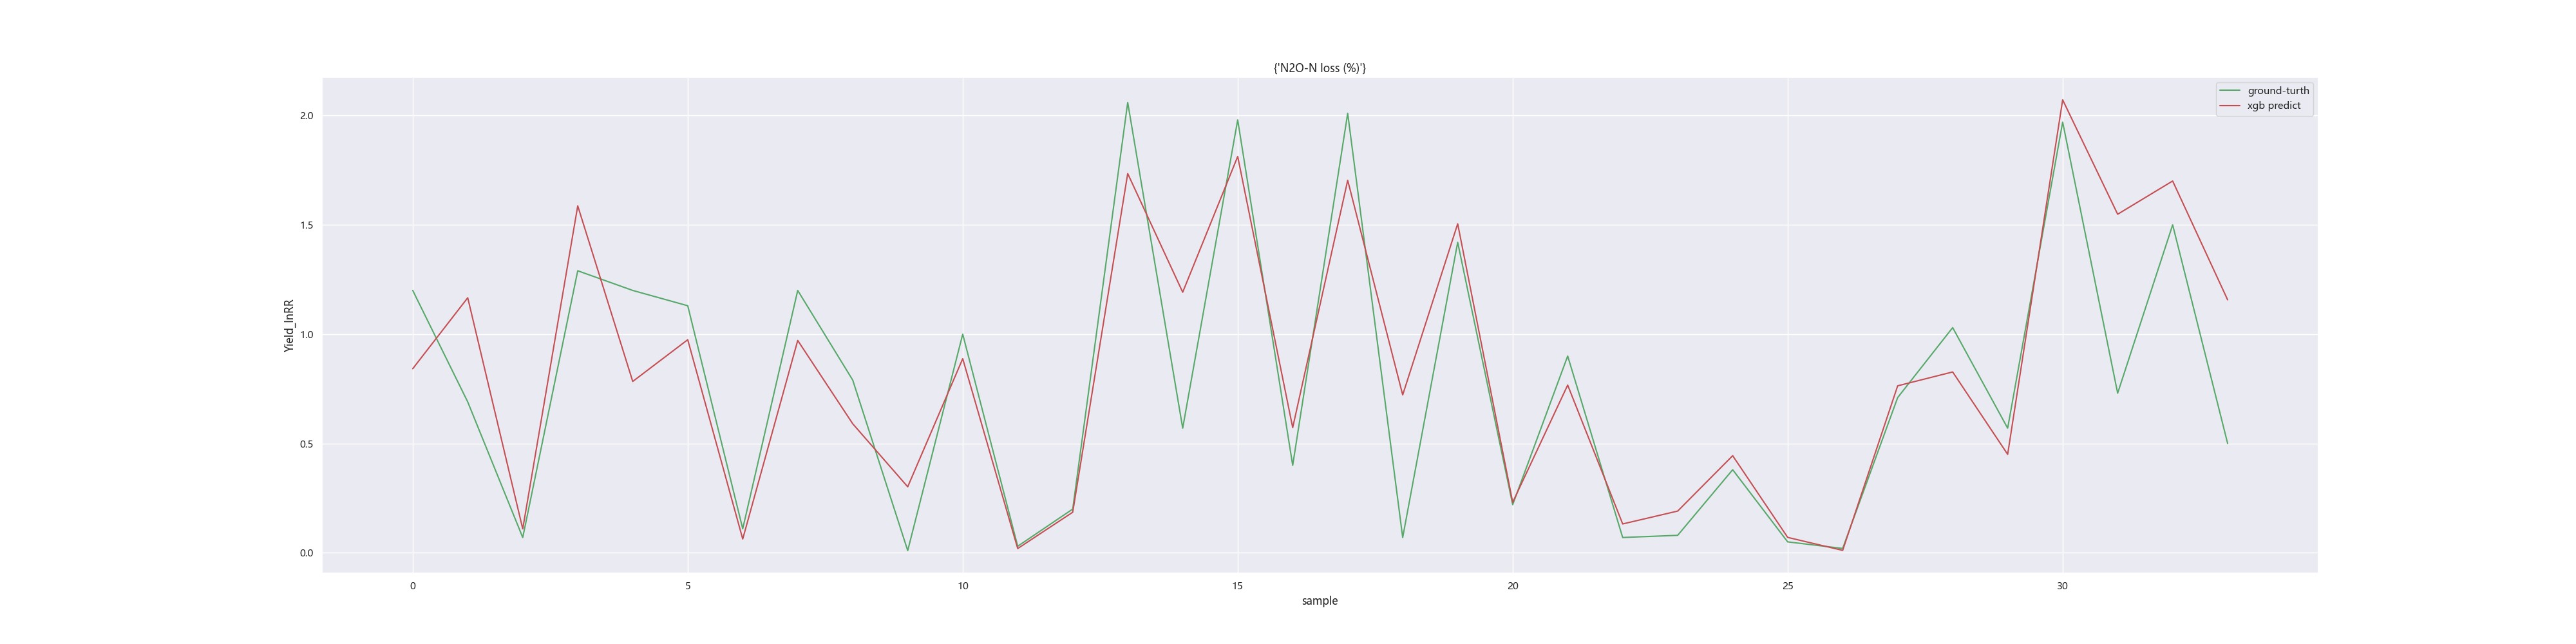 {'N2O-N loss (%)'}
ground-turth
xgb predict
Yield_lnRR
2.0
1.5
1.0
0.5
0.0
0 5 10 15 20 25 30
sample